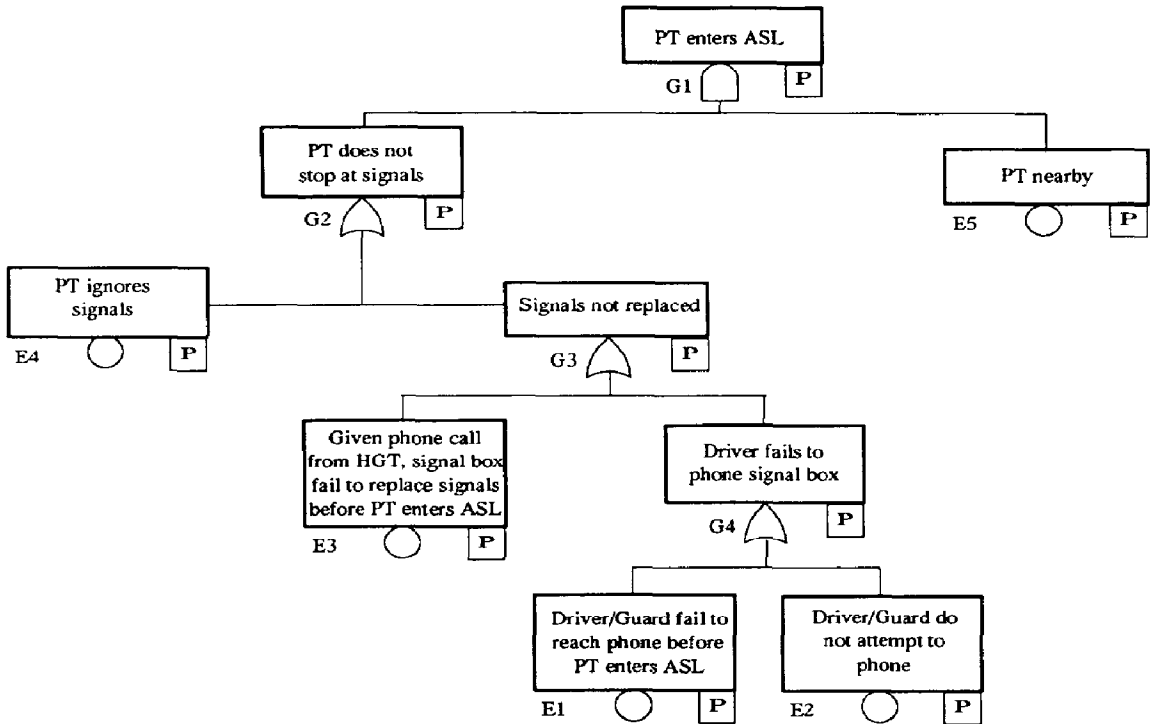 PT enters ASL
P
G1
PT does not
stop at signals
P
G2
PT nearby
P
E5
PT ignores
signals
P
E4
Signals not replaced
P
G3
Given phone call
from HGT, signal box
fail to replace signals
before PT enters ASL
P
E3
Driver fails to
phone signal box
P
G4
Driver/Guard fail to
reach phone before
PT enters ASL
P
E1
Driver/Guard do
not attempt to
phone
P
E2